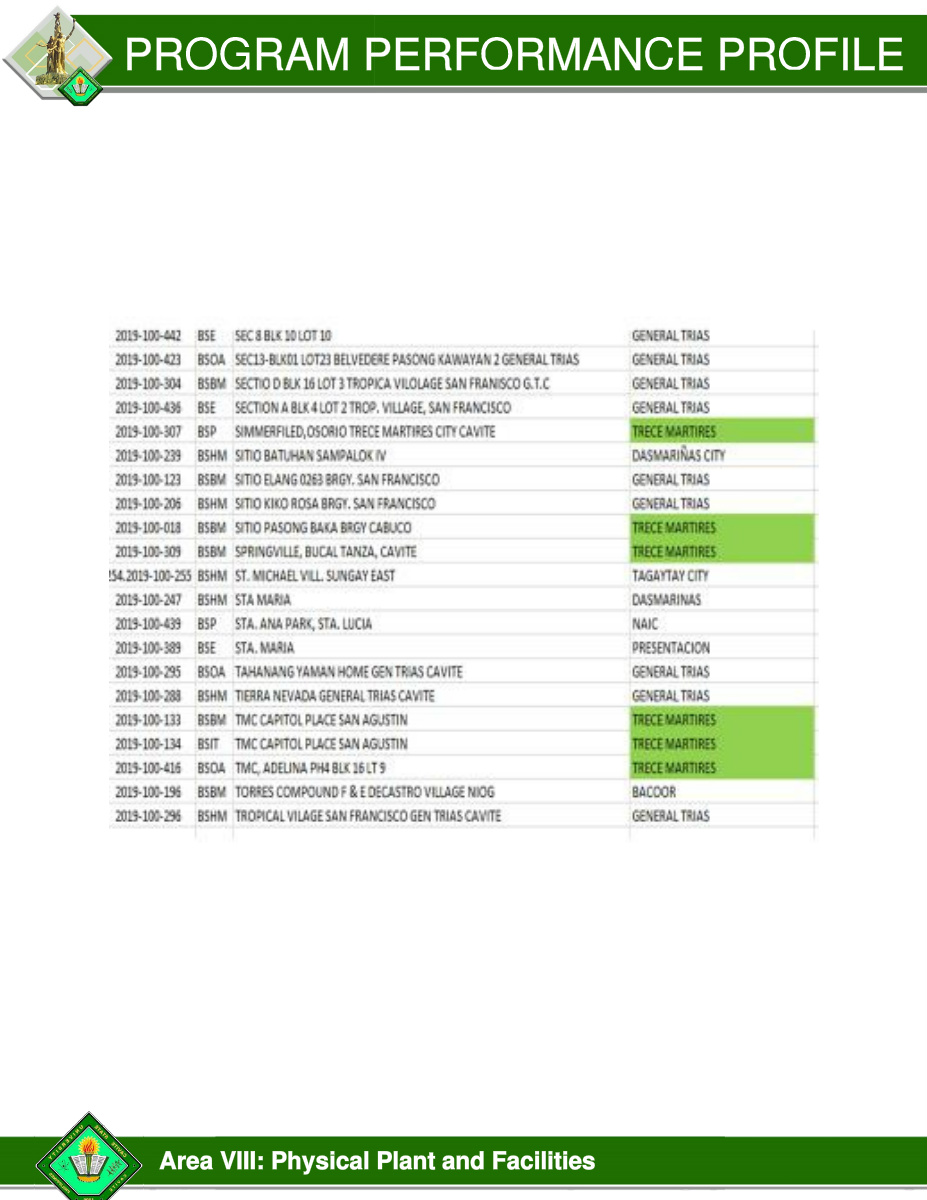 PROGRAM PERFORMANCE PROFILE
2019-100-442 BSE SEC 8 BLK 10 LOT 10 GENERAL TRIAS
2019-100-423 BSOA SEC13-BLK01 LOT23 BELVEDERE PASONG KAWAYAN 2 GENERAL TRIAS GENERAL TRIAS
2019-100-304 BSBM SECTIO D BLK 16 LOT 3 TROPICA VILOLAGE SAN FRANISCO G.T.C GENERAL TRIAS
2019-100-436 BSE SECTION A BLK 4 LOT 2 TROP. VILLAGE, SAN FRANCISCO GENERAL TRIAS
2019-100-307 BSP SIMMERFILED,OSORIO TRECE MARTIRES CITY CAVITE TRECE MARTIRES
2019-100-239 BSHM SITIO BATUHAN SAMPALOK IV DASMARIÑAS CITY
2019-100-123 BSBM SITIO ELANG 0263 BRGY. SAN FRANCISCO GENERAL TRIAS
2019-100-206 BSHM SITIO KIKO ROSA BRGY. SAN FRANCISCO GENERAL TRIAS
2019-100-018 BSBM SITIO PASONG BAKA BRGY CABUCO TRECE MARTIRES
2019-100-309 BSBM SPRINGVILLE, BUCAL TANZA, CAVITE TRECE MARTIRES
254.2019-100-255 BSHM ST. MICHAEL VILL. SUNGAY EAST TAGAYTAY CITY
2019-100-247 BSHM STA MARIA DASMARINAS
2019-100-439 BSP STA. ANA PARK, STA. LUCIA NAIC
2019-100-389 BSE STA. MARIA PRESENTACION
2019-100-295 BSOA TAHANANG YAMAN HOME GEN TRIAS CAVITE GENERAL TRIAS
2019-100-288 BSHM TIERRA NEVADA GENERAL TRIAS CAVITE GENERAL TRIAS
2019-100-133 BSBM TMC CAPITOL PLACE SAN AGUSTIN TRECE MARTIRES
2019-100-134 BSIT TMC CAPITOL PLACE SAN AGUSTIN TRECE MARTIRES
2019-100-416 BSOA TMC, ADELINA PH4 BLK 16 LT 9 TRECE MARTIRES
2019-100-196 BSBM TORRES COMPOUND F & E DECASTRO VILLAGE NIOG BACOOR
2019-100-296 BSHM TROPICAL VILAGE SAN FRANCISCO GEN TRIAS CAVITE GENERAL TRIAS
Area VIII: Physical Plant and Facilities